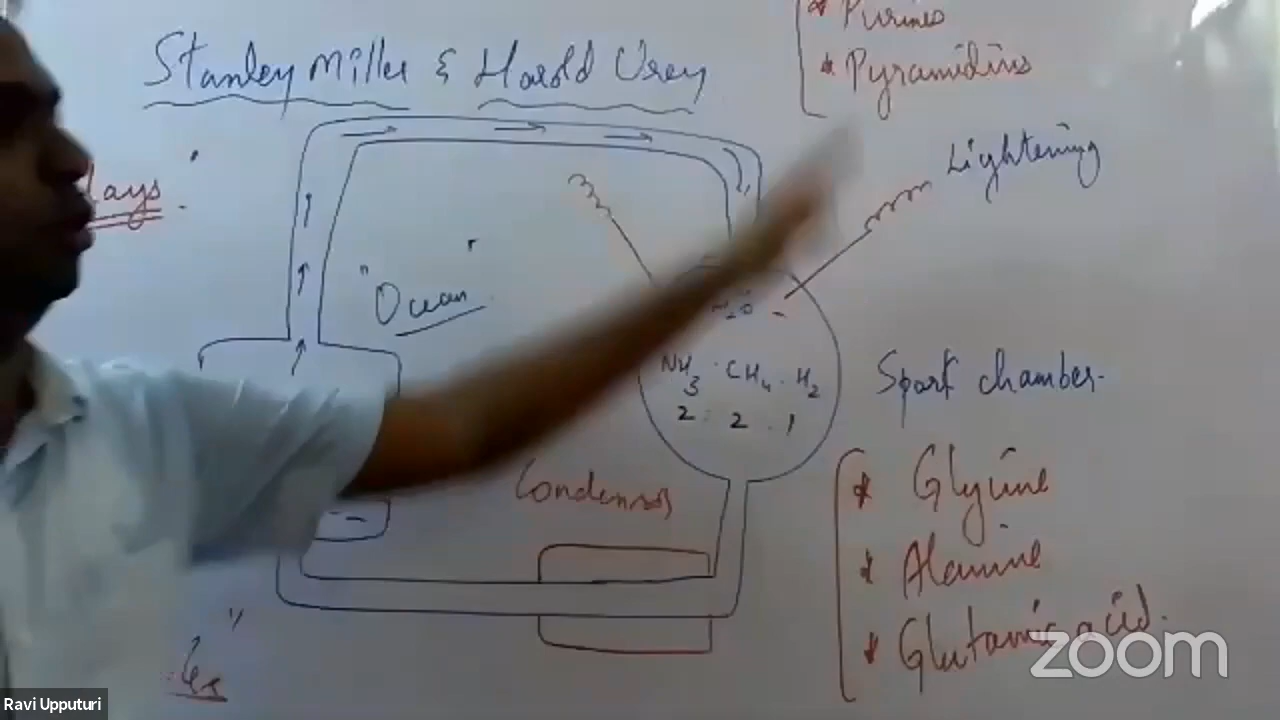 * Purines
* Pyramidins
Stanley Miller & Harold Urey
Lightening
"Ocean"
H2O
NH3 . CH4 . H2
2 : 2 . 1
Spark chamber.
Condensor
* Glycine
* Alanine
* Glutamic acid.
zoom
Ravi Upputuri